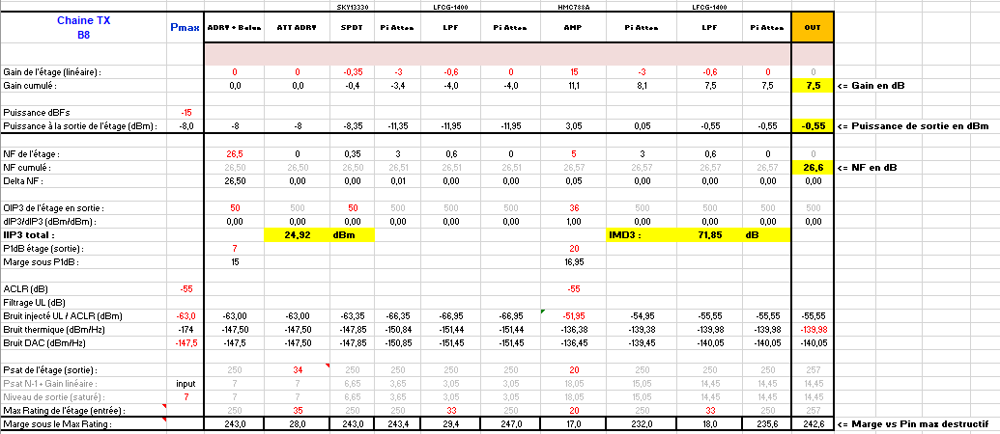 SKY13330 LFCG-1400 HMC788A LFCG-1400
Chaine TX
B8
Pmax ADRV + Balun ATT ADRV SPDT Pi Atten LPF Pi Atten AMP Pi Atten LPF Pi Atten OUT
Gain de l'étage (linéaire) : 0 0 -0,35 -3 -0,6 0 15 -3 -0,6 0 0
Gain cumulé : 0,0 0,0 -0,4 -3,4 -4,0 -4,0 11,1 8,1 7,5 7,5 7,5 <= Gain en dB
Puissance dBFs -15
Puissance à la sortie de l'étage (dBm) : -8,0 -8 -8 -8,35 -11,35 -11,95 -11,95 3,05 0,05 -0,55 -0,55 -0,55 <= Puissance de sortie en dBm
NF de l'étage : 26,5 0 0,35 3 0,6 0 5 3 0,6 0 0
NF cumulé : 26,50 26,50 26,50 26,51 26,51 26,51 26,57 26,57 26,57 26,57 26,6 <= NF en dB
Delta NF : 26,50 0,00 0,00 0,01 0,00 0,00 0,05 0,00 0,00 0,00 0,00
OIP3 de l'étage en sortie : 50 500 50 500 500 500 36 500 500 500 500
dIP3/dIP3 (dBm/dBm) : 0,00 0,00 0,00 0,00 0,00 0,00 1,00 0,00 0,00 0,00 0,00
IIP3 total : 24,92 dBm IMD3 : 71,85 dB
P1dB étage (sortie) : 7 20
Marge sous P1dB : 15 16,95
ACLR (dB) -55 -55
Filtrage UL (dB)
Bruit injecté UL / ACLR (dBm) -63,0 -63,00 -63,00 -63,35 -66,35 -66,95 -66,95 -51,95 -54,95 -55,55 -55,55 -55,55
Bruit thermique (dBm/Hz) -174 -147,50 -147,50 -147,85 -150,84 -151,44 -151,44 -136,38 -139,38 -139,98 -139,98 -139,98
Bruit DAC (dBm/Hz) -147,5 -147,5 -147,50 -147,85 -150,85 -151,45 -151,45 -136,45 -139,45 -140,05 -140,05 -140,05
Psat de l'étage (sortie) : 250 34 250 250 250 250 20 250 250 250 257
Psat N-1 + Gain linéaire : input 7 7 6,65 3,65 3,05 3,05 18,05 15,05 14,45 14,45 14,45
Niveau de sortie (saturé) : 7 7 7 6,65 3,65 3,05 3,05 18,05 15,05 14,45 14,45 14,45
Max Rating de l'étage (entrée) : 250 35 250 250 33 250 20 250 33 250 257
Marge sous le Max Rating : 243,0 28,0 243,0 243,4 29,4 247,0 17,0 232,0 18,0 235,6 242,6 <= Marge vs Pin max destructif